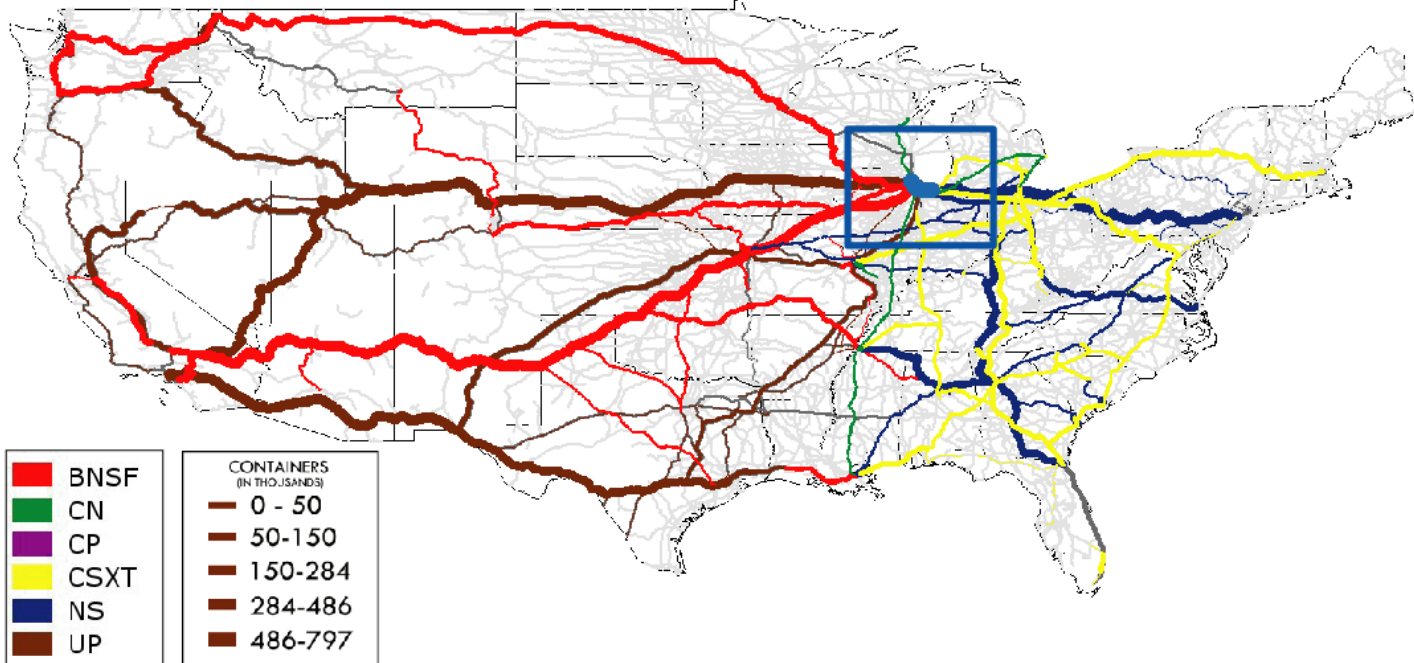 BNSF
CN
CP
CSXT
NS
UP
CONTAINERS
(IN THOUSANDS)
0 - 50
50-150
150-284
284-486
486-797